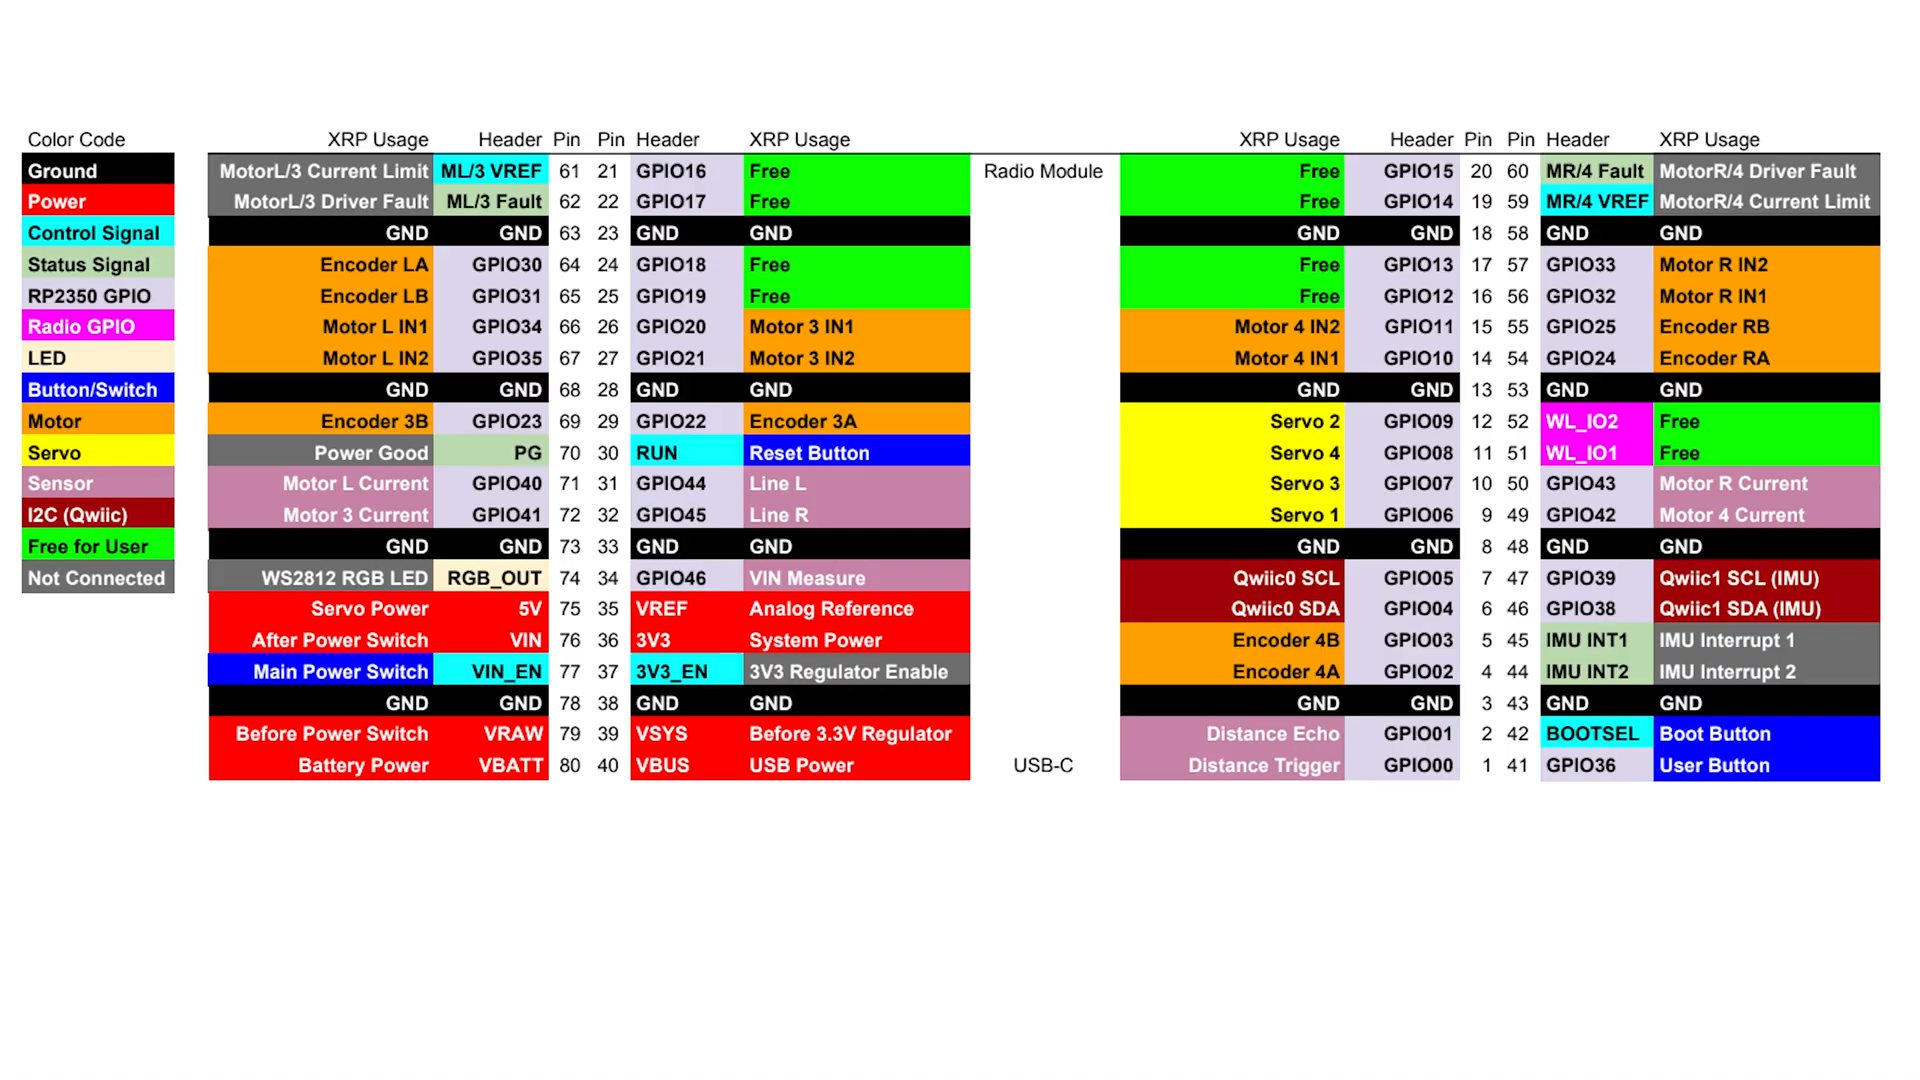 Color Code XRP Usage Header Pin Pin Header XRP Usage XRP Usage Header Pin Pin Header XRP Usage
Ground MotorL/3 Current Limit ML/3 VREF 61 21 GPIO16 Free Radio Module Free GPIO15 20 60 MR/4 Fault MotorR/4 Driver Fault
Power MotorL/3 Driver Fault ML/3 Fault 62 22 GPIO17 Free Free GPIO14 19 59 MR/4 VREF MotorR/4 Current Limit
Control Signal GND GND 63 23 GND GND GND GND 18 58 GND GND
Status Signal Encoder LA GPIO30 64 24 GPIO18 Free Free GPIO13 17 57 GPIO33 Motor R IN2
RP2350 GPIO Encoder LB GPIO31 65 25 GPIO19 Free Free GPIO12 16 56 GPIO32 Motor R IN1
Radio GPIO Motor L IN1 GPIO34 66 26 GPIO20 Motor 3 IN1 Motor 4 IN2 GPIO11 15 55 GPIO25 Encoder RB
LED Motor L IN2 GPIO35 67 27 GPIO21 Motor 3 IN2 Motor 4 IN1 GPIO10 14 54 GPIO24 Encoder RA
Button/Switch GND GND 68 28 GND GND GND GND 13 53 GND GND
Motor Encoder 3B GPIO23 69 29 GPIO22 Encoder 3A Servo 2 GPIO09 12 52 WL_IO2 Free
Servo Power Good PG 70 30 RUN Reset Button Servo 4 GPIO08 11 51 WL_IO1 Free
Sensor Motor L Current GPIO40 71 31 GPIO44 Line L Servo 3 GPIO07 10 50 GPIO43 Motor R Current
I2C (Qwiic) Motor 3 Current GPIO41 72 32 GPIO45 Line R Servo 1 GPIO06 9 49 GPIO42 Motor 4 Current
Free for User GND GND 73 33 GND GND GND GND 8 48 GND GND
Not Connected WS2812 RGB LED RGB_OUT 74 34 GPIO46 VIN Measure Qwiic0 SCL GPIO05 7 47 GPIO39 Qwiic1 SCL (IMU)
Servo Power 5V 75 35 VREF Analog Reference Qwiic0 SDA GPIO04 6 46 GPIO38 Qwiic1 SDA (IMU)
After Power Switch VIN 76 36 3V3 System Power Encoder 4B GPIO03 5 45 IMU INT1 IMU Interrupt 1
Main Power Switch VIN_EN 77 37 3V3_EN 3V3 Regulator Enable Encoder 4A GPIO02 4 44 IMU INT2 IMU Interrupt 2
GND GND 78 38 GND GND GND GND 3 43 GND GND
Before Power Switch VRAW 79 39 VSYS Before 3.3V Regulator Distance Echo GPIO01 2 42 BOOTSEL Boot Button
Battery Power VBATT 80 40 VBUS USB Power USB-C Distance Trigger GPIO00 1 41 GPIO36 User Button